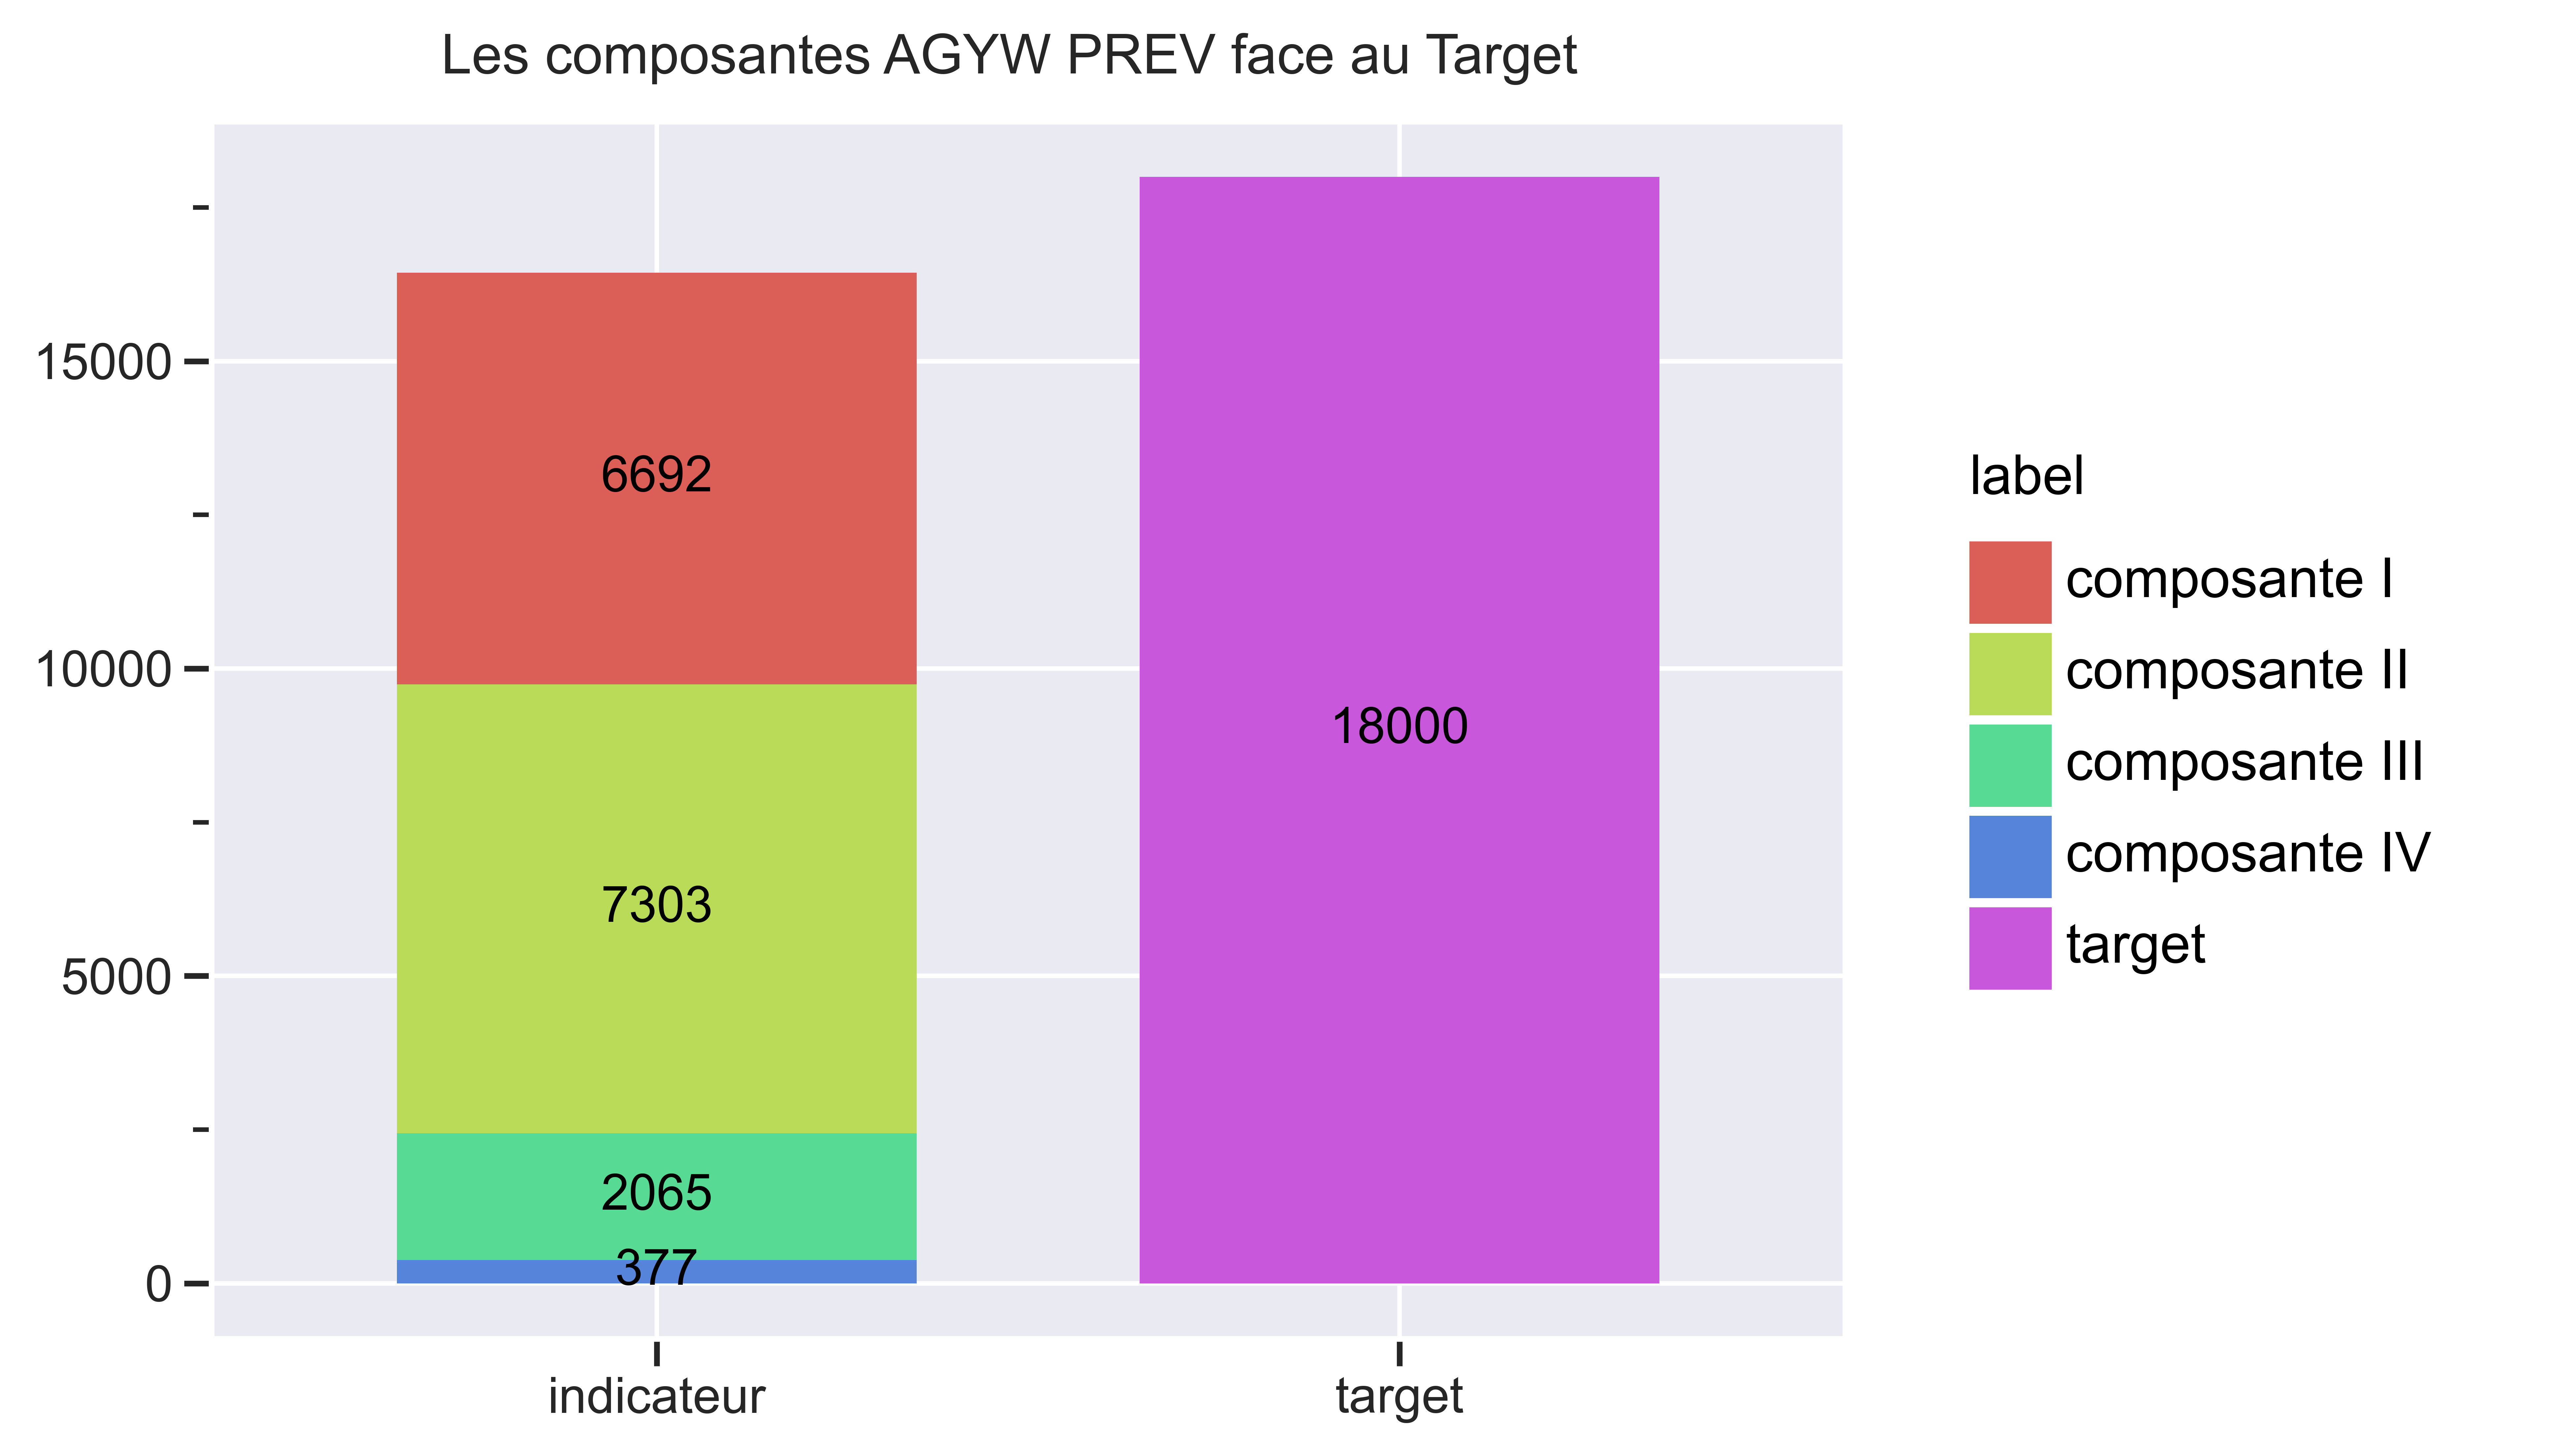 Les composantes AGYW PREV face au Target
15000
10000
5000
0
6692
7303
2065
377
18000
indicateur
target
label
composante I
composante II
composante III
composante IV
target